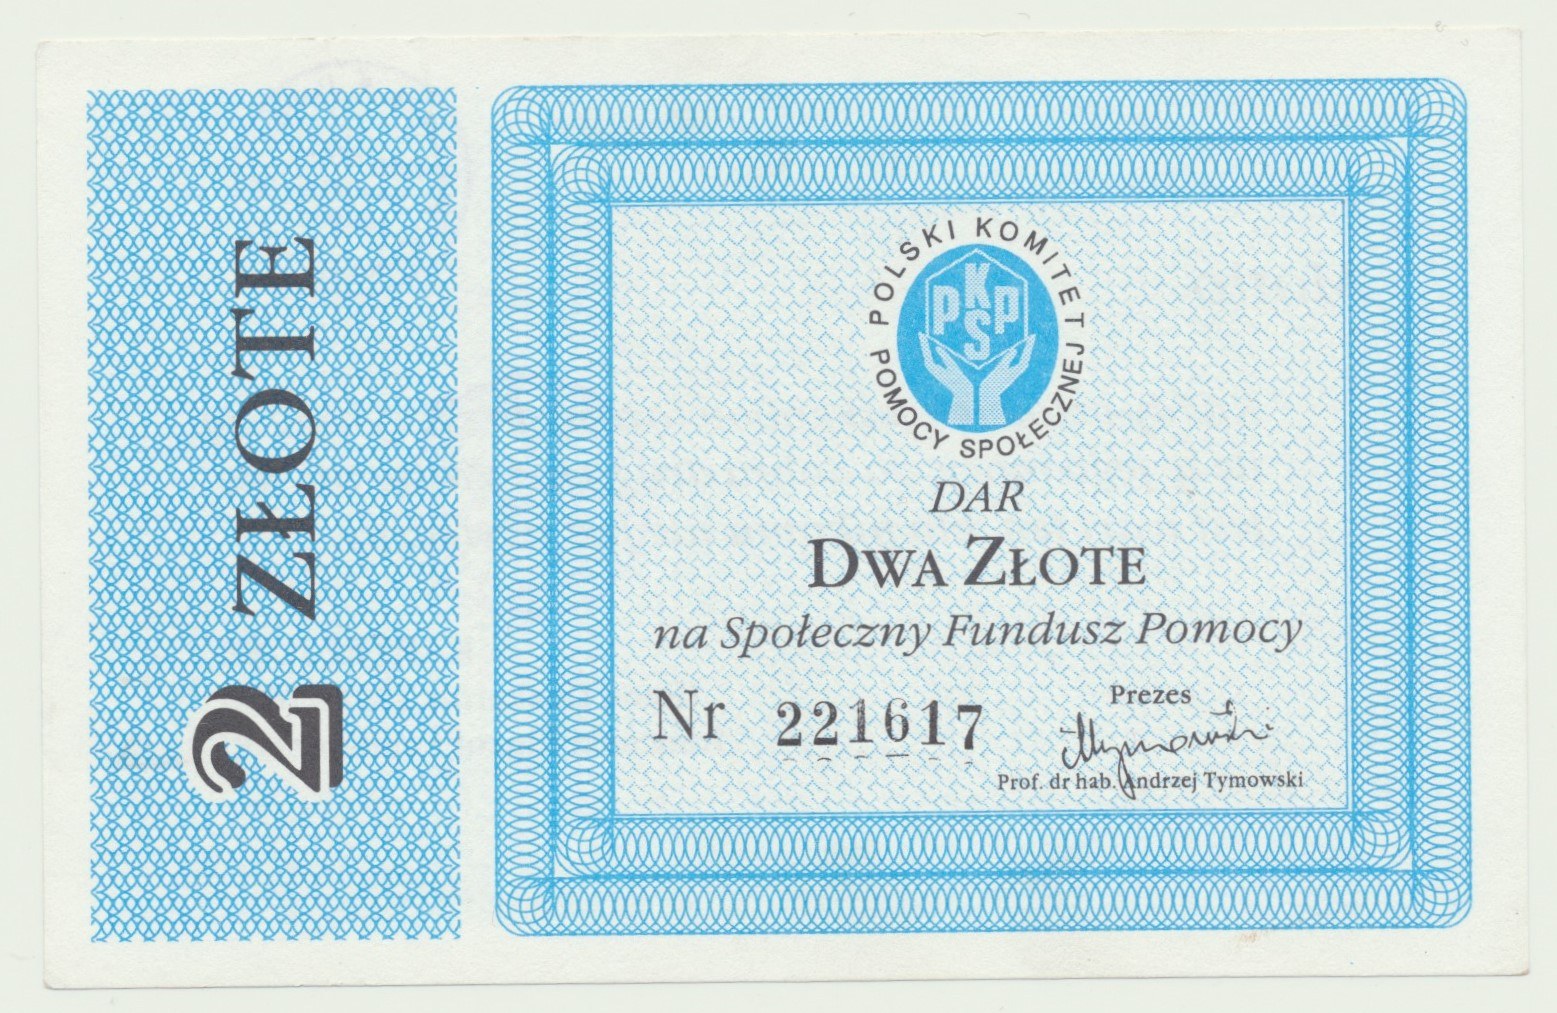 2 ZŁOTE
POLSKI KOMITET
POMOCY SPOŁECZNEJ
PKPS
DAR
DWA ZŁOTE
na Społeczny Fundusz Pomocy
Nr 221617
Prezes
Prof. dr hab. Andrzej Tymowski